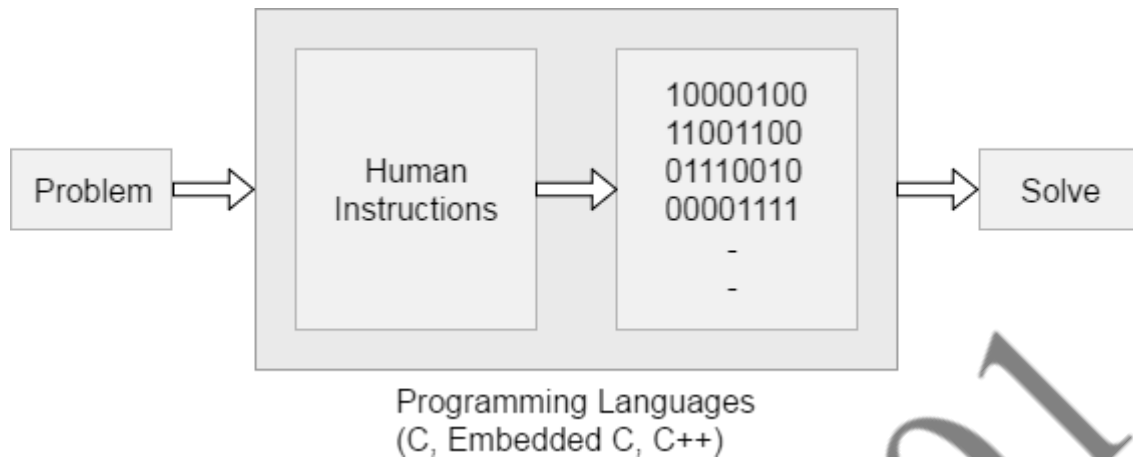 Problem
Human
Instructions
10000100
11001100
01110010
00001111
-
-
Solve
Programming Languages
(C, Embedded C, C++)